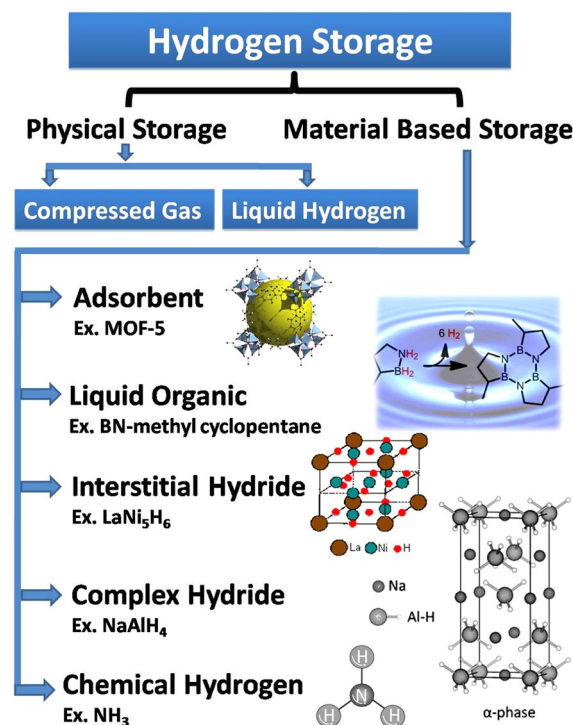 Hydrogen Storage
Physical Storage
Material Based Storage
Compressed Gas
Liquid Hydrogen
Adsorbent
Ex. MOF-5
6 H₂
NH₂
BH₂
N
B
N
B
N
B
Liquid Organic
Ex. BN-methyl cyclopentane
Interstitial Hydride
Ex. LaNi₅H₆
La Ni H
Complex Hydride
Ex. NaAlH₄
Na
Al-H
α-phase
Chemical Hydrogen
Ex. NH₃
H
N
H
H